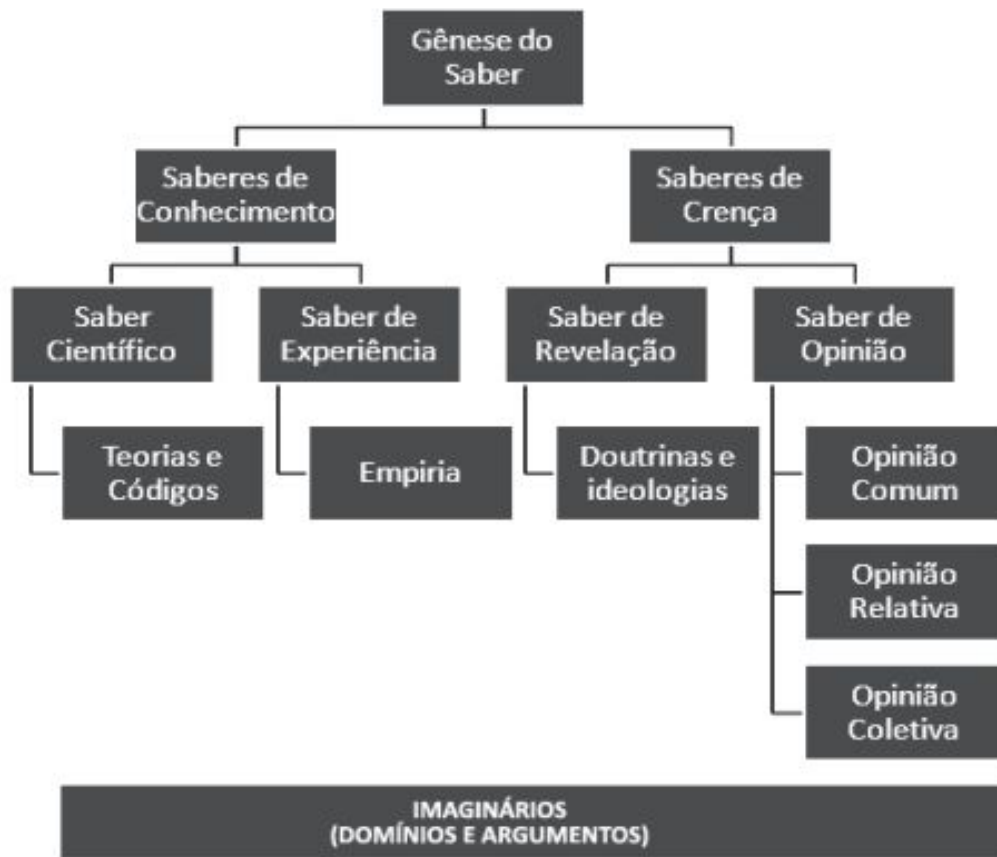 Gênese do
Saber
Saberes de
Conhecimento
Saberes de
Crença
Saber
Científico
Saber de
Experiência
Saber de
Revelação
Saber de
Opinião
Teorias e
Códigos
Empiria
Doutrinas e
ideologias
Opinião
Comum
Opinião
Relativa
Opinião
Coletiva
IMAGINÁRIOS
(DOMÍNIOS E ARGUMENTOS)